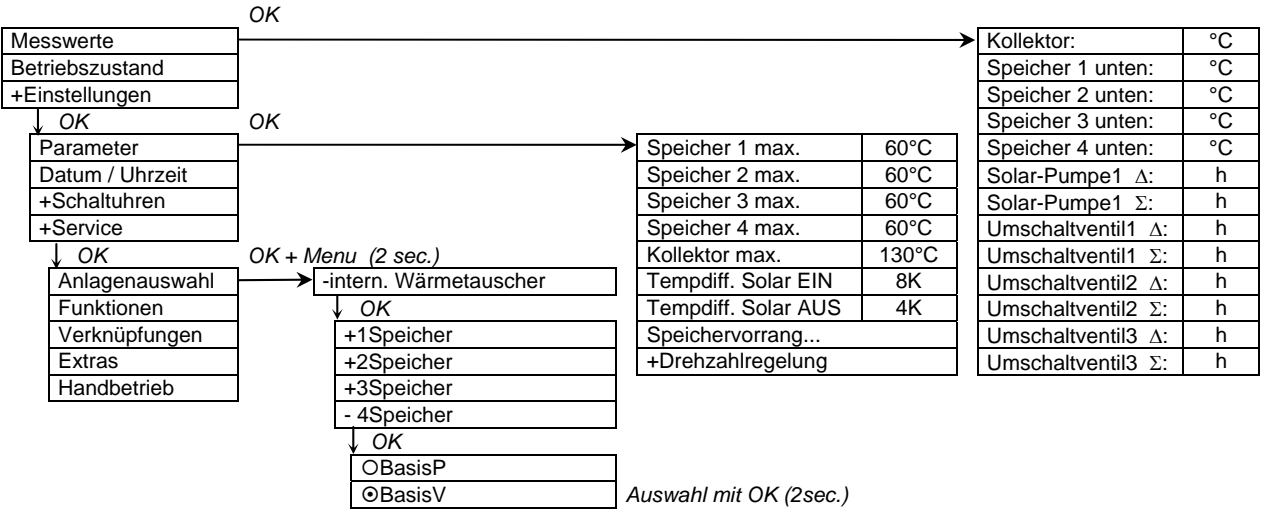 OK
Messwerte
Betriebszustand
+Einstellungen
OK
Parameter
Datum / Uhrzeit
+Schaltuhren
+Service
OK
Anlagenauswahl
Funktionen
Verknüpfungen
Extras
Handbetrieb
OK + Menu (2 sec.)
-intern. Wärmetauscher
OK
+1Speicher
+2Speicher
+3Speicher
- 4Speicher
OK
○BasisP
⊙BasisV
Auswahl mit OK (2sec.)
OK
Speicher 1 max. 60°C
Speicher 2 max. 60°C
Speicher 3 max. 60°C
Speicher 4 max. 60°C
Kollektor max. 130°C
Tempdiff. Solar EIN 8K
Tempdiff. Solar AUS 4K
Speichervorrang...
+Drehzahlregelung
Kollektor: °C
Speicher 1 unten: °C
Speicher 2 unten: °C
Speicher 3 unten: °C
Speicher 4 unten: °C
Solar-Pumpe1 Δ: h
Solar-Pumpe1 Σ: h
Umschaltventil1 Δ: h
Umschaltventil1 Σ: h
Umschaltventil2 Δ: h
Umschaltventil2 Σ: h
Umschaltventil3 Δ: h
Umschaltventil3 Σ: h